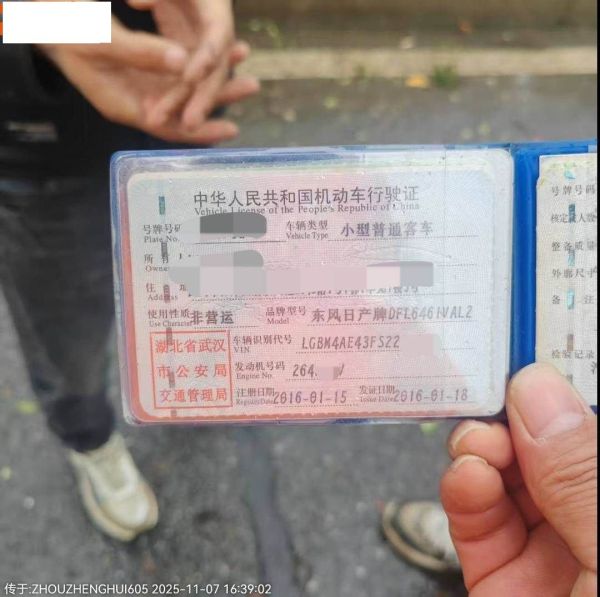 中华人民共和国机动车行驶证
Vehicle License of the People's Republic of China
号牌号码
Plate No.
车辆类型 小型普通客车
Vehicle Type
所
Owne
住
Address
使用性质 非营运
Use Character
品牌型号 东风日产牌DFL6461VAL2
Model
湖北省武汉
市公安局
交通管理局
车辆识别代号 LGBM4AE43FS22
VIN
发动机号码 264
Engine No.
注册日期 2016-01-15
Register Date
发证日期 2016-01-18
Issue Date
号牌号
核定 人数
整备质量
外廓尺寸
备 注
检验记录
传于:ZHOUZHENGHUI605 2025-11-07 16:39:02